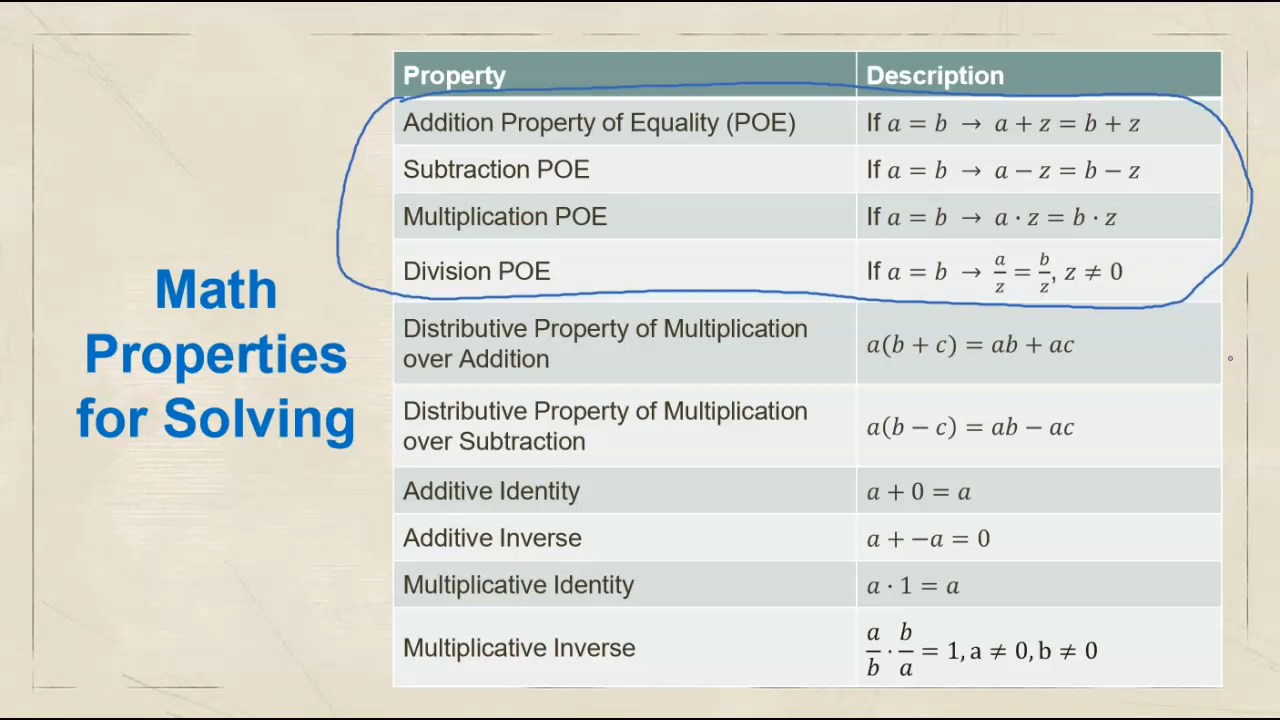 Math
Properties
for Solving
Property Description
Addition Property of Equality (POE) If a = b → a + z = b + z
Subtraction POE If a = b → a − z = b − z
Multiplication POE If a = b → a · z = b · z
Division POE If a = b → a/z = b/z, z ≠ 0
Distributive Property of Multiplication
over Addition a(b + c) = ab + ac
Distributive Property of Multiplication
over Subtraction a(b − c) = ab − ac
Additive Identity a + 0 = a
Additive Inverse a + −a = 0
Multiplicative Identity a · 1 = a
Multiplicative Inverse a/b · b/a = 1, a ≠ 0, b ≠ 0